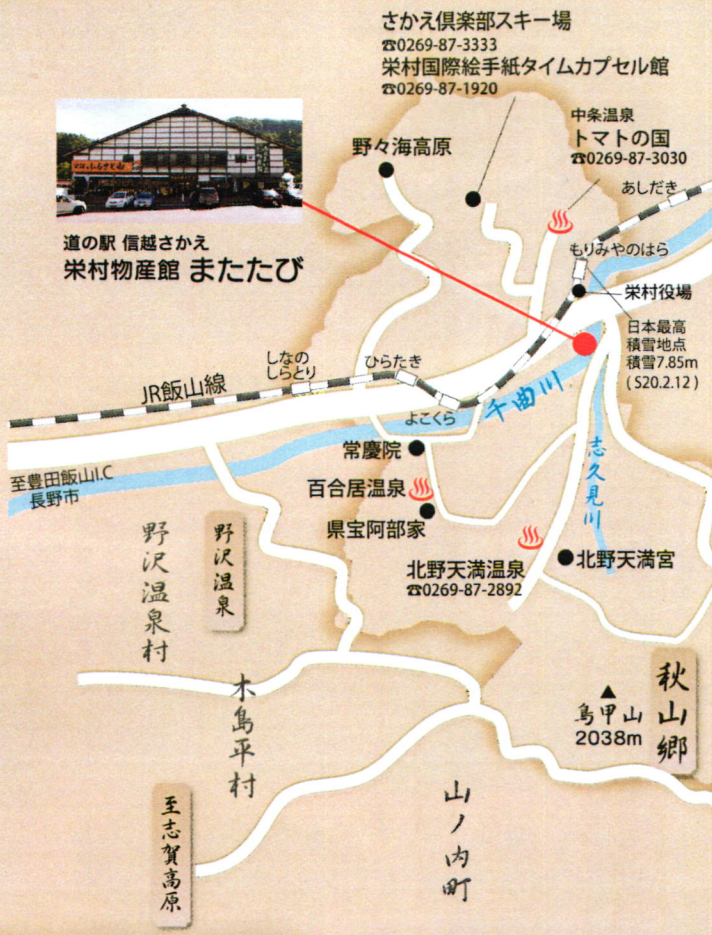 さかえ倶楽部スキー場
☎0269-87-3333
栄村国際絵手紙タイムカプセル館
☎0269-87-1920
中条温泉
トマトの国
☎0269-87-3030
野々海高原
あしだき
道の駅 信越さかえ
栄村物産館 またたび
もりみやのはら
栄村役場
日本最高
積雪地点
積雪7.85m
(S20.2.12)
しなの
しらとり
ひらたき
JR飯山線
よこくら
千曲川
志久見川
至豊田飯山I.C
長野市
常慶院
百合居温泉
県宝阿部家
北野天満温泉
☎0269-87-2892
北野天満宮
野沢温泉村
野沢温泉
木島平村
秋山郷
▲
鳥甲山
2038m
山ノ内町
至志賀高原